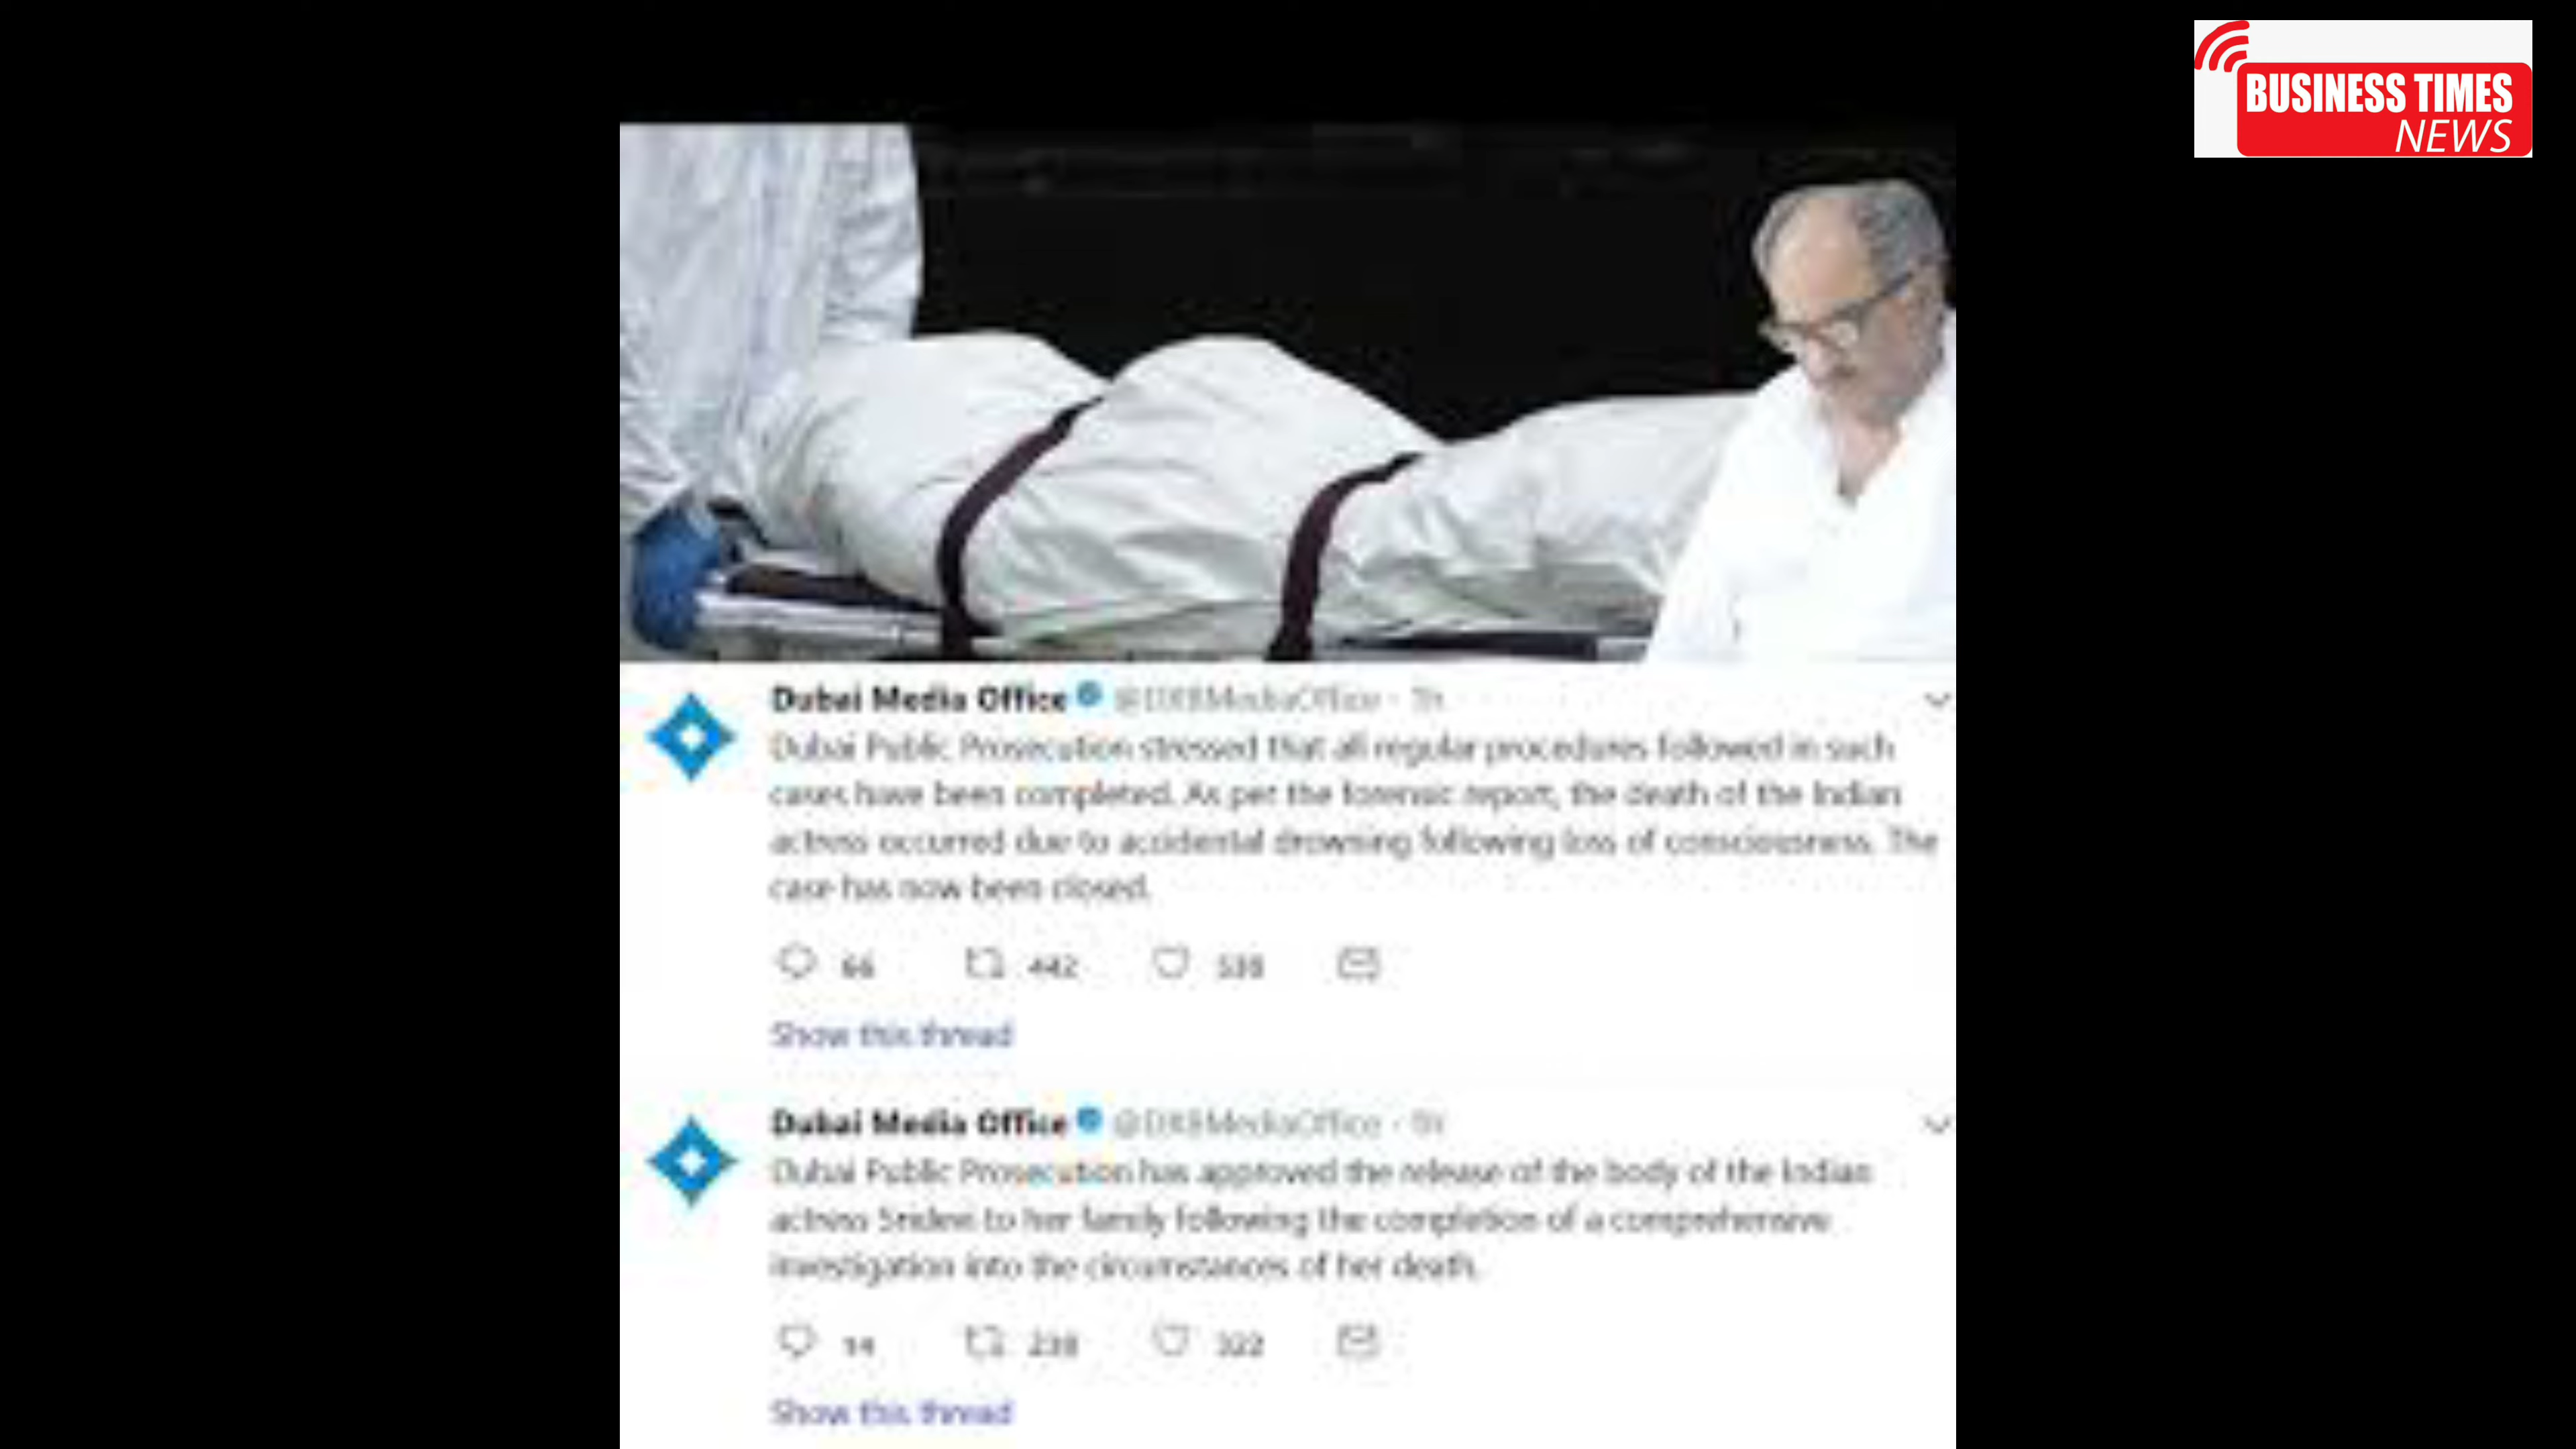 BUSINESS TIMES
NEWS
Dubai Media Office @DXBMediaOffice
Dubai Public Prosecution stressed that all regular procedures followed in such
cases have been completed. As per the forensic report, the death of the Indian
actress occurred due to accidental drowning following loss of consciousness. The
case has now been closed.
66 442
Show this thread
Dubai Media Office @DXBMediaOffice
Dubai Public Prosecution has approved the release of the body of the Indian
actress Sridevi to her family following the completion of a comprehensive
investigation into the circumstances of her death.
322
Show this thread